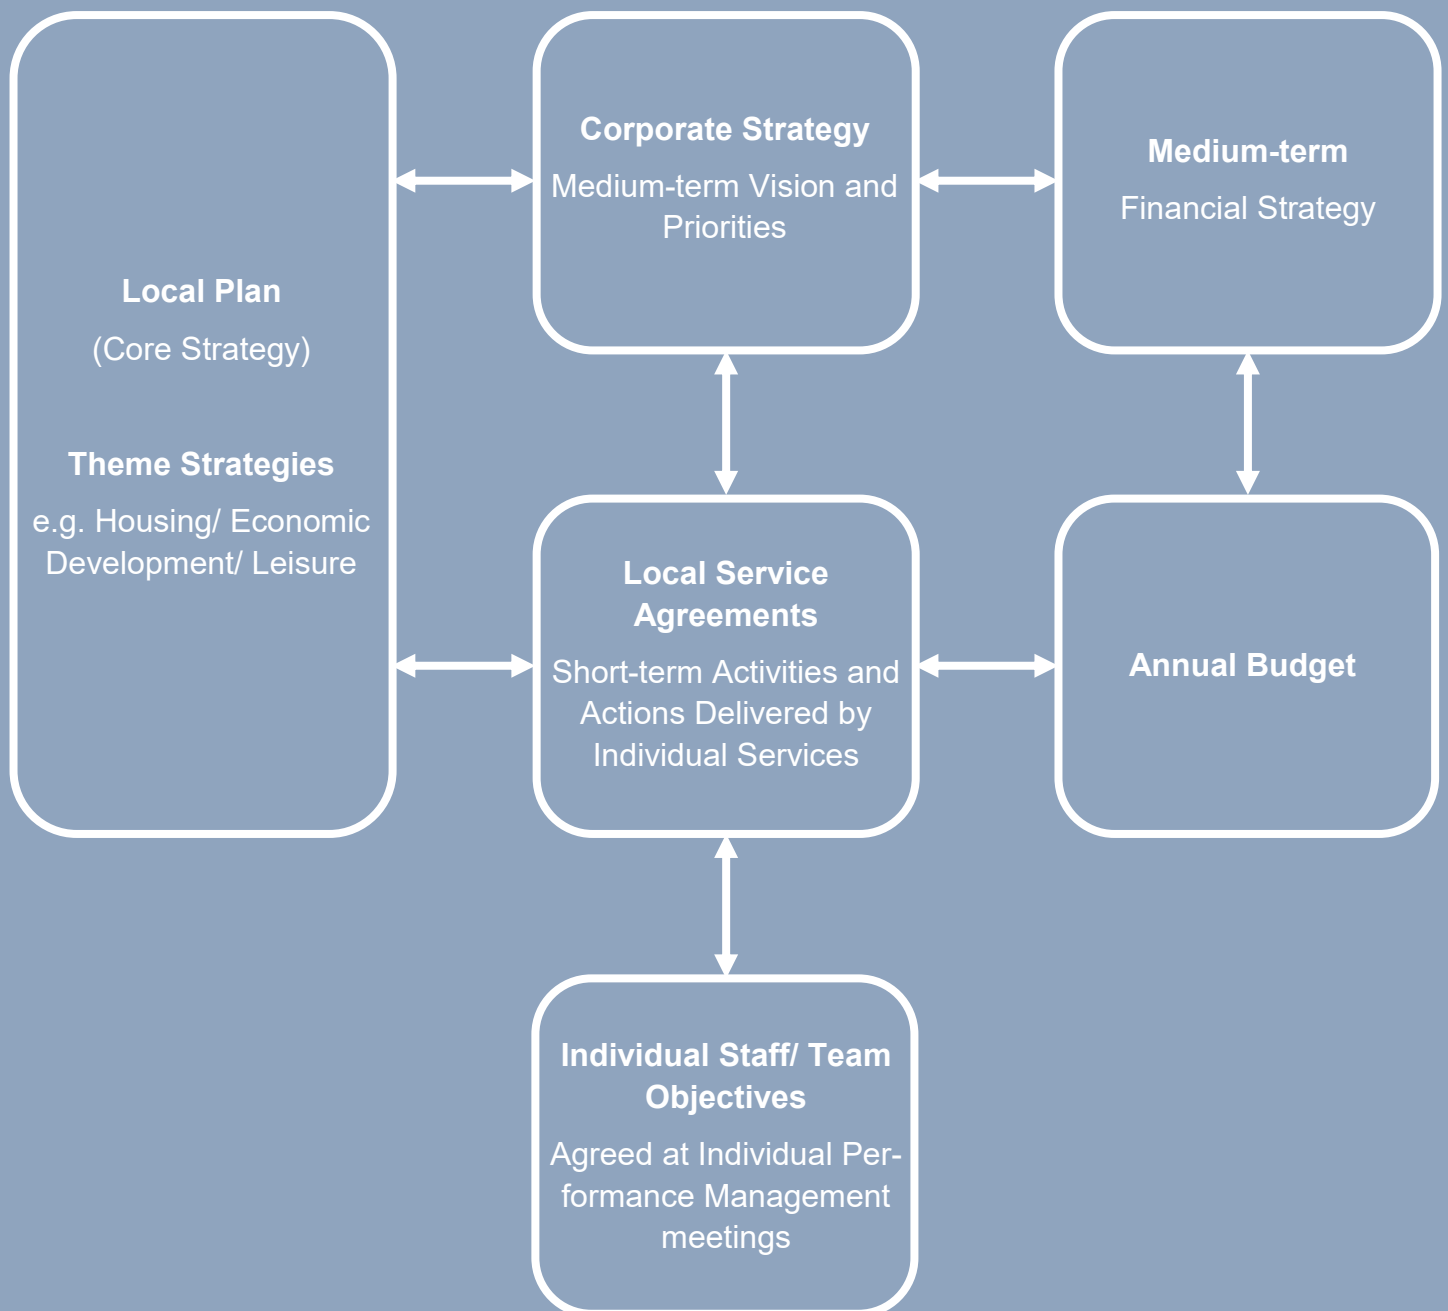 Local Plan
(Core Strategy)
Theme Strategies
e.g. Housing/ Economic
Development/ Leisure
Corporate Strategy
Medium-term Vision and
Priorities
Medium-term
Financial Strategy
Local Service
Agreements
Short-term Activities and
Actions Delivered by
Individual Services
Annual Budget
Individual Staff/ Team
Objectives
Agreed at Individual Per-
formance Management
meetings